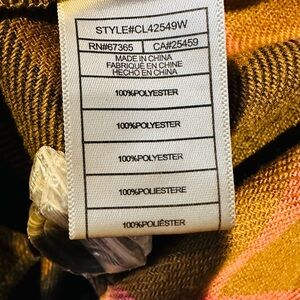 STYLE#CL42549W
RN#67365 CA#25459
MADE IN CHINA
FABRIQUÉ EN CHINE
HECHO EN CHINA
100%POLYESTER
100%POLYESTER
100%POLYESTER
100%POLIESTERE
100%POLIÉSTER